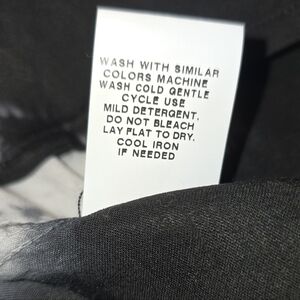 WASH WITH SIMILAR
COLORS MACHINE
WASH COLD GENTLE
CYCLE USE
MILD DETERGENT.
DO NOT BLEACH
LAY FLAT TO DRY.
COOL IRON
IF NEEDED